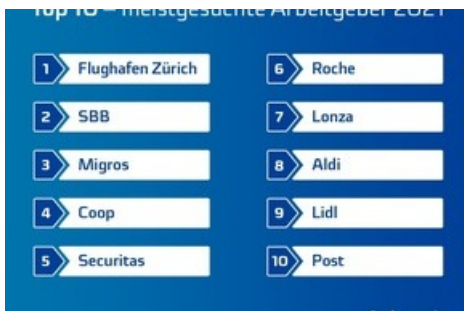 Top 10 – meistgesuchte Arbeitgeber 2021
1 Flughafen Zürich
2 SBB
3 Migros
4 Coop
5 Securitas
6 Roche
7 Lonza
8 Aldi
9 Lidl
10 Post